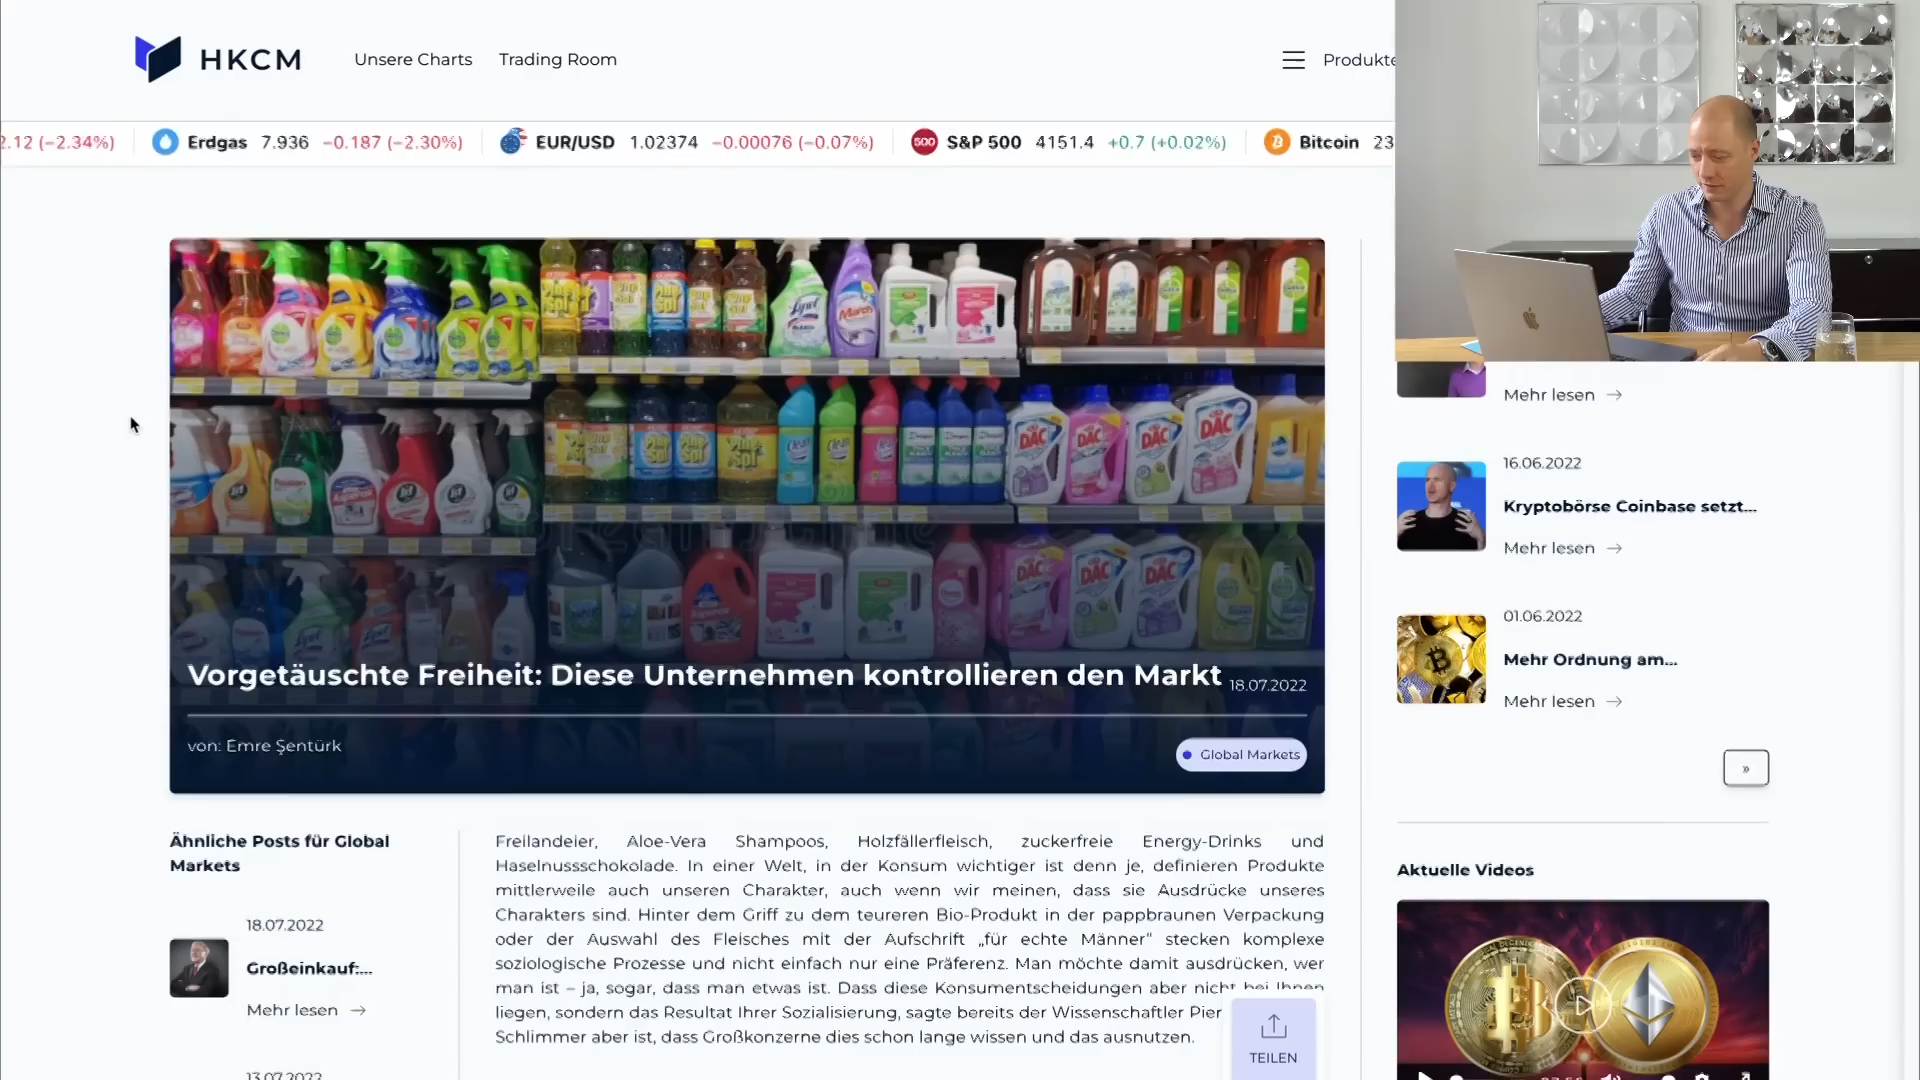 HKCM
Unsere Charts
Trading Room
Produkte
2.12 (−2.34%)
Erdgas 7.936 −0.187 (−2.30%)
EUR/USD 1.02374 −0.00076 (−0.07%)
500 S&P 500 4151.4 +0.7 (+0.02%)
Bitcoin 23
Vorgetäuschte Freiheit: Diese Unternehmen kontrollieren den Markt
18.07.2022
von: Emre Şentürk
Global Markets
Ähnliche Posts für Global
Markets
18.07.2022
Großeinkauf:...
Mehr lesen
13.07.2022
Freilandeier, Aloe-Vera Shampoos, Holzfällerfleisch, zuckerfreie Energy-Drinks und
Haselnussschokolade. In einer Welt, in der Konsum wichtiger ist denn je, definieren Produkte
mittlerweile auch unseren Charakter, auch wenn wir meinen, dass sie Ausdrücke unseres
Charakters sind. Hinter dem Griff zu dem teureren Bio-Produkt in der pappbraunen Verpackung
oder der Auswahl des Fleisches mit der Aufschrift „für echte Männer“ stecken komplexe
soziologische Prozesse und nicht einfach nur eine Präferenz. Man möchte damit ausdrücken, wer
man ist – ja, sogar, dass man etwas ist. Dass diese Konsumentscheidungen aber nicht bei Ihnen
liegen, sondern das Resultat Ihrer Sozialisierung, sagte bereits der Wissenschaftler Pier
Schlimmer aber ist, dass Großkonzerne dies schon lange wissen und das ausnutzen.
TEILEN
Mehr lesen
16.06.2022
Kryptobörse Coinbase setzt...
Mehr lesen
01.06.2022
Mehr Ordnung am...
Mehr lesen
»
Aktuelle Videos